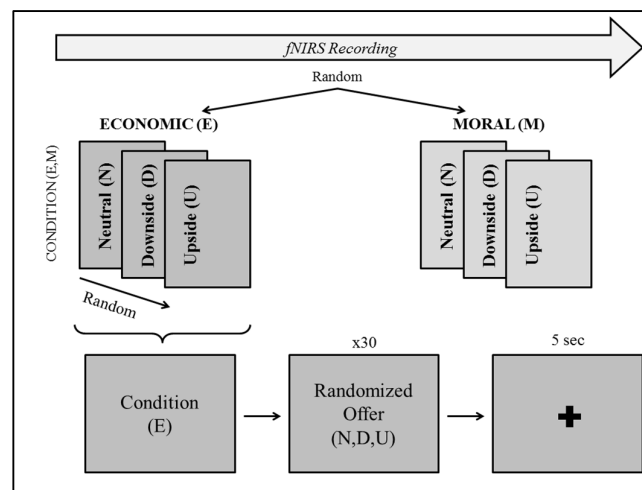 fNIRS Recording
Random
ECONOMIC (E)
MORAL (M)
CONDITION (E,M)
Neutral (N)
Downside (D)
Upside (U)
Neutral (N)
Downside (D)
Upside (U)
Random
x30
5 sec
Condition
(E)
Randomized
Offer
(N,D,U)